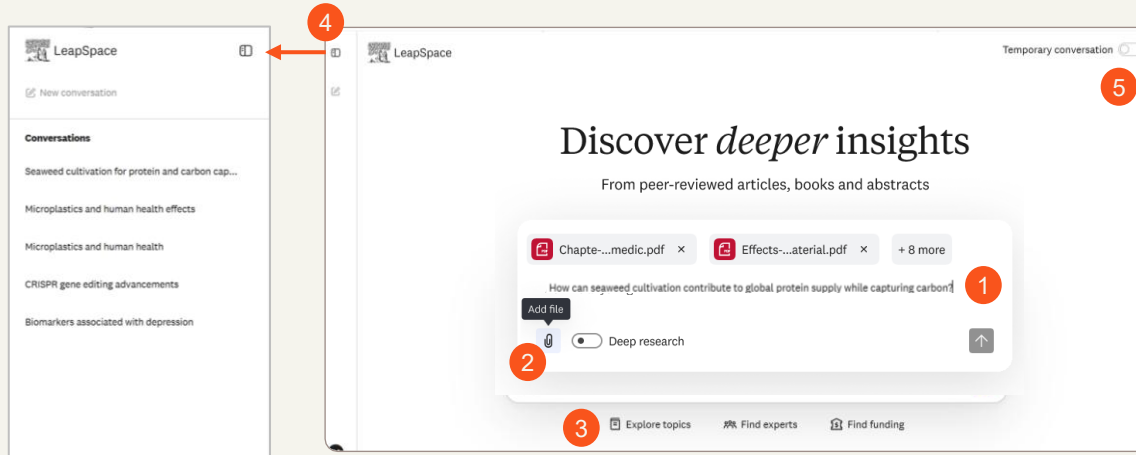 4
LeapSpace
New conversation
Conversations
Seaweed cultivation for protein and carbon cap...
Microplastics and human health effects
Microplastics and human health
CRISPR gene editing advancements
Biomarkers associated with depression
LeapSpace
Temporary conversation
5
Discover deeper insights
From peer-reviewed articles, books and abstracts
Chapte-...medic.pdf ×
Effects-...aterial.pdf ×
+ 8 more
How can seaweed cultivation contribute to global protein supply while capturing carbon?
1
Add file
Deep research
2
3
Explore topics
Find experts
Find funding